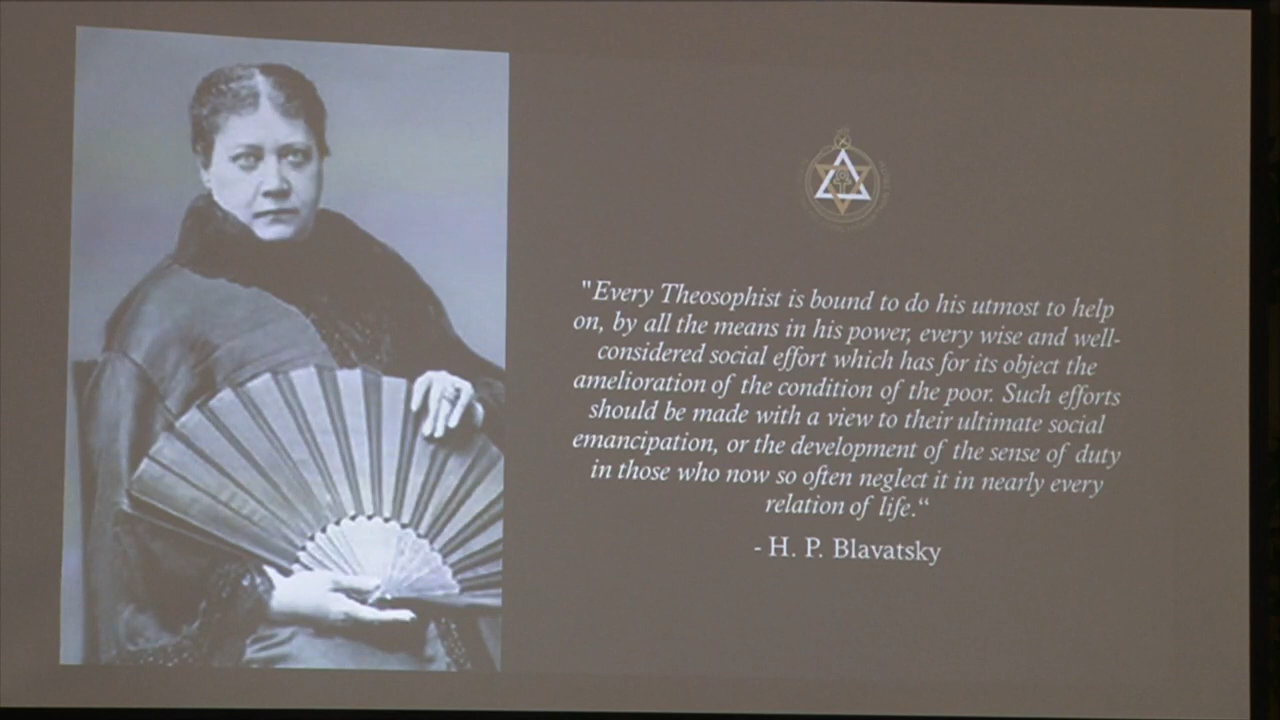 "Every Theosophist is bound to do his utmost to help
on, by all the means in his power, every wise and well-
considered social effort which has for its object the
amelioration of the condition of the poor. Such efforts
should be made with a view to their ultimate social
emancipation, or the development of the sense of duty
in those who now so often neglect it in nearly every
relation of life.“
- H. P. Blavatsky